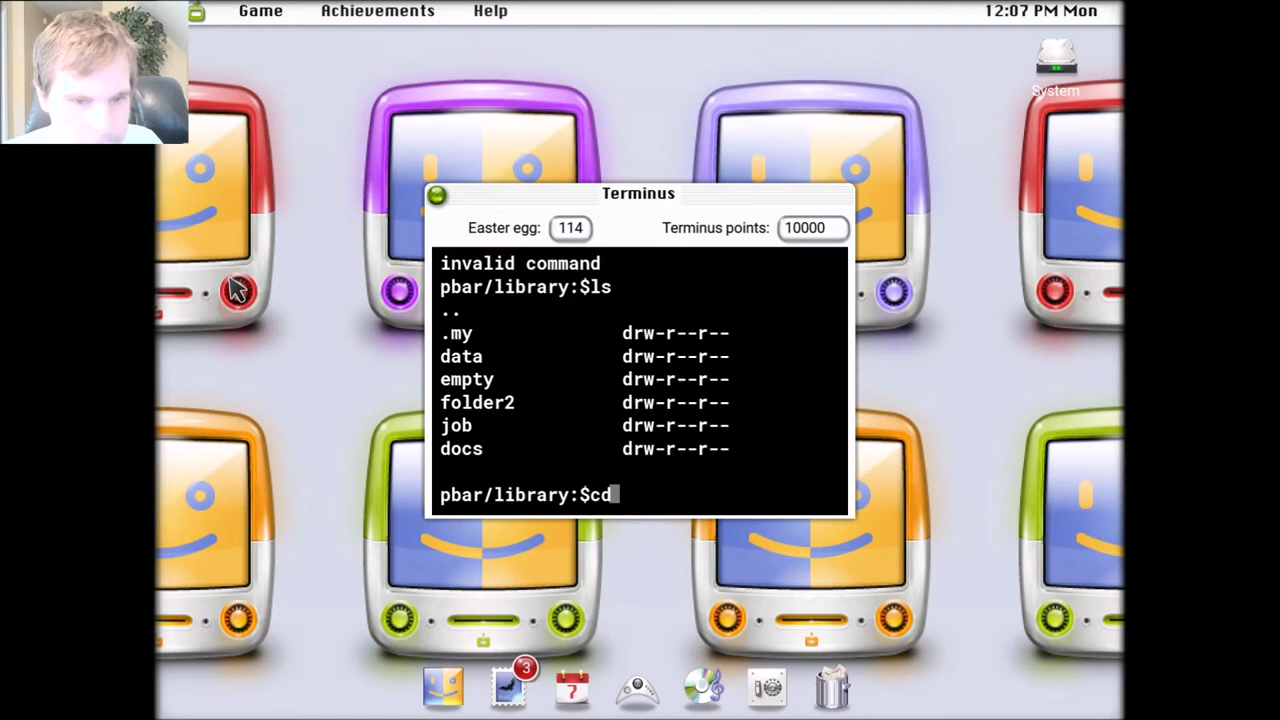 Game Achievements Help 12:07 PM Mon
System
Terminus
Easter egg: 114 Terminus points: 10000
invalid command
pbar/library:$ls
..
.my drw-r--r--
data drw-r--r--
empty drw-r--r--
folder2 drw-r--r--
job drw-r--r--
docs drw-r--r--
pbar/library:$cd
3
7